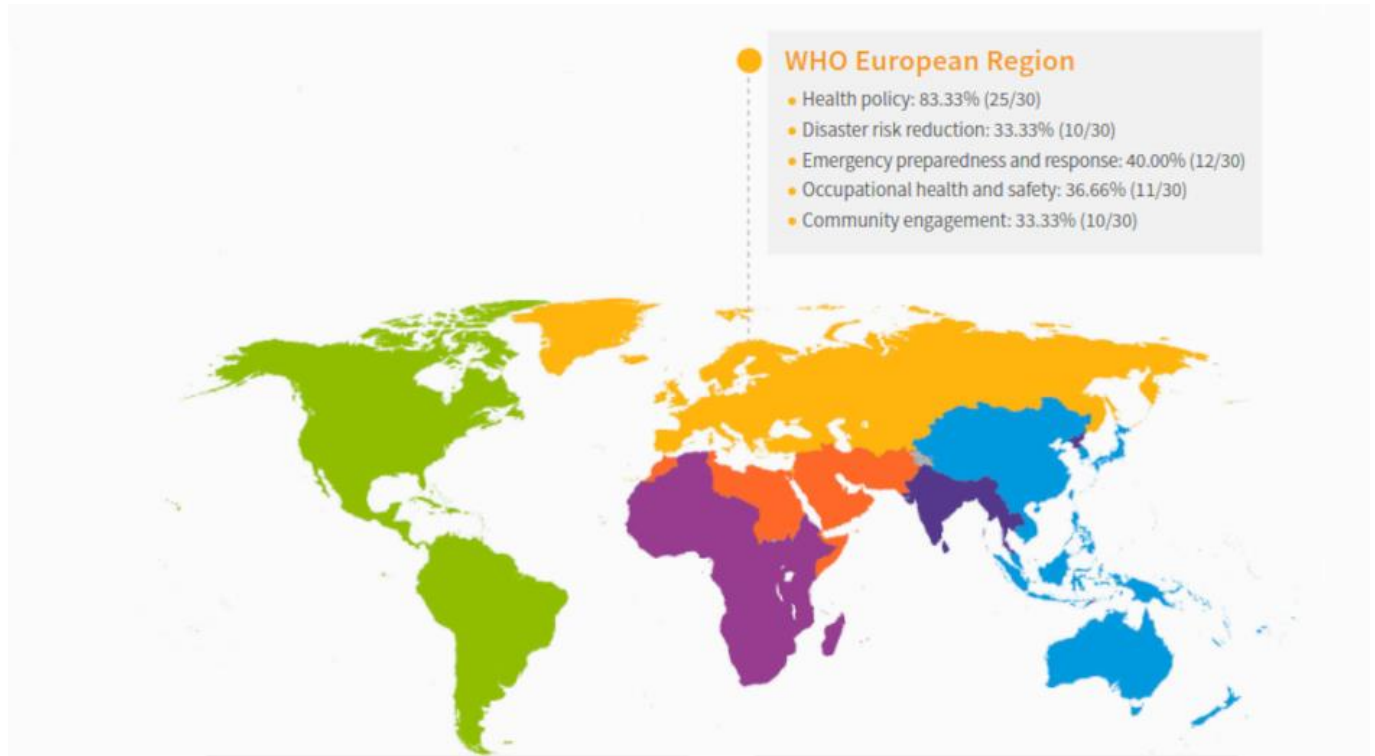 WHO European Region
• Health policy: 83.33% (25/30)
• Disaster risk reduction: 33.33% (10/30)
• Emergency preparedness and response: 40.00% (12/30)
• Occupational health and safety: 36.66% (11/30)
• Community engagement: 33.33% (10/30)